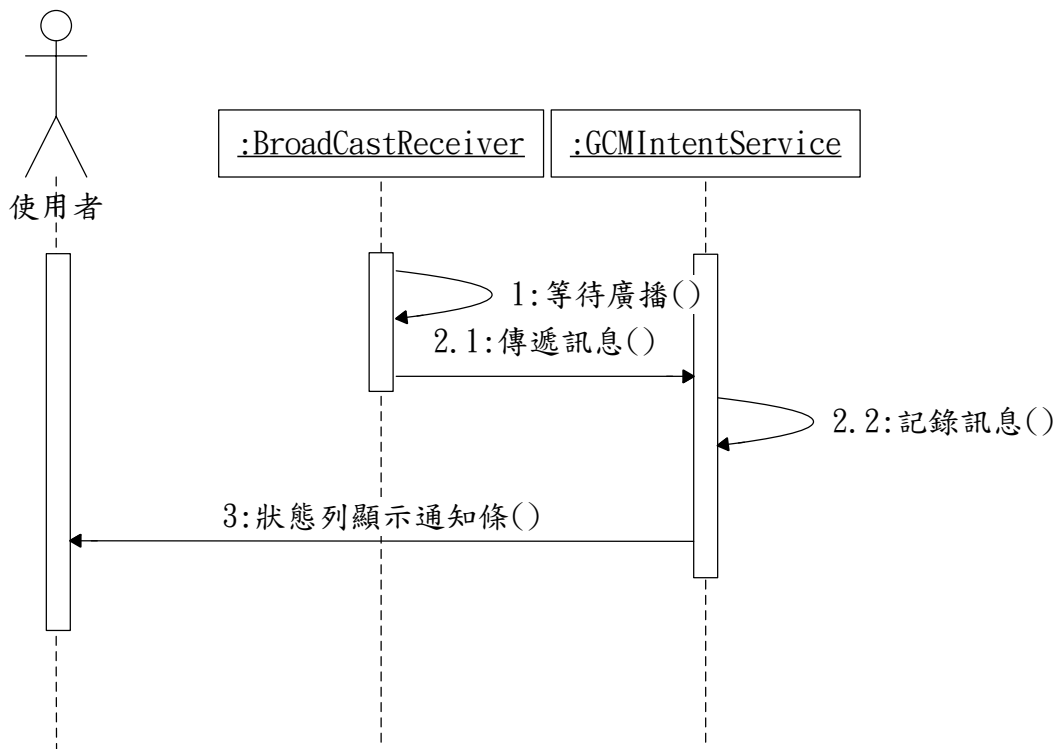 :BroadCastReceiver
:GCMIntentService
使用者
1:等待廣播()
2.1:傳遞訊息()
2.2:記錄訊息()
3:狀態列顯示通知條()